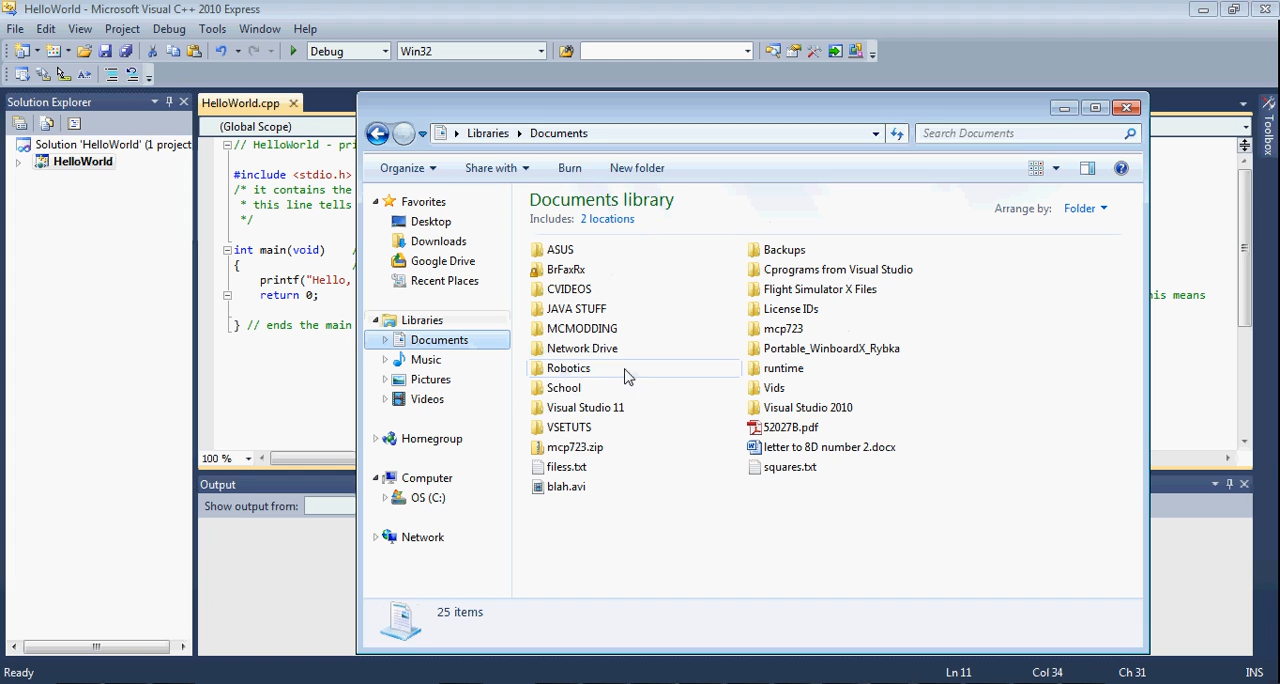 HelloWorld - Microsoft Visual C++ 2010 Express
File Edit View Project Debug Tools Window Help
Debug Win32
Solution Explorer
Solution 'HelloWorld' (1 project
HelloWorld
HelloWorld.cpp
(Global Scope)
// HelloWorld - pri
#include <stdio.h>
/* it contains the
* this line tells
*/
int main(void) /
{ /
printf("Hello,
return 0;
his means
} // ends the main
100 %
Output
Show output from:
Toolbox
Libraries Documents
Search Documents
Organize Share with Burn New folder
Favorites
Desktop
Downloads
Google Drive
Recent Places
Libraries
Documents
Music
Pictures
Videos
Homegroup
Computer
OS (C:)
Network
Documents library
Includes: 2 locations
Arrange by: Folder
ASUS Backups
BrFaxRx Cprograms from Visual Studio
CVIDEOS Flight Simulator X Files
JAVA STUFF License IDs
MCMODDING mcp723
Network Drive Portable_WinboardX_Rybka
Robotics runtime
School Vids
Visual Studio 11 Visual Studio 2010
VSETUTS 52027B.pdf
mcp723.zip letter to 8D number 2.docx
filess.txt squares.txt
blah.avi
25 items
Ready Ln 11 Col 34 Ch 31 INS